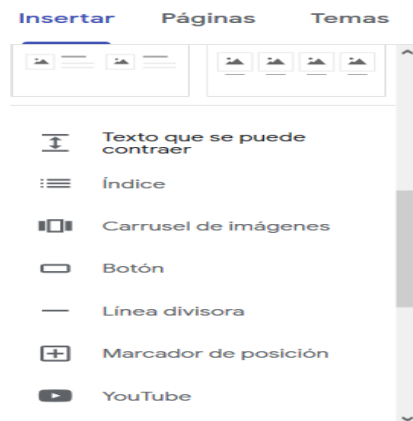 Insertar Páginas Temas
Texto que se puede
contraer
Índice
Carrusel de imágenes
Botón
Línea divisora
Marcador de posición
YouTube